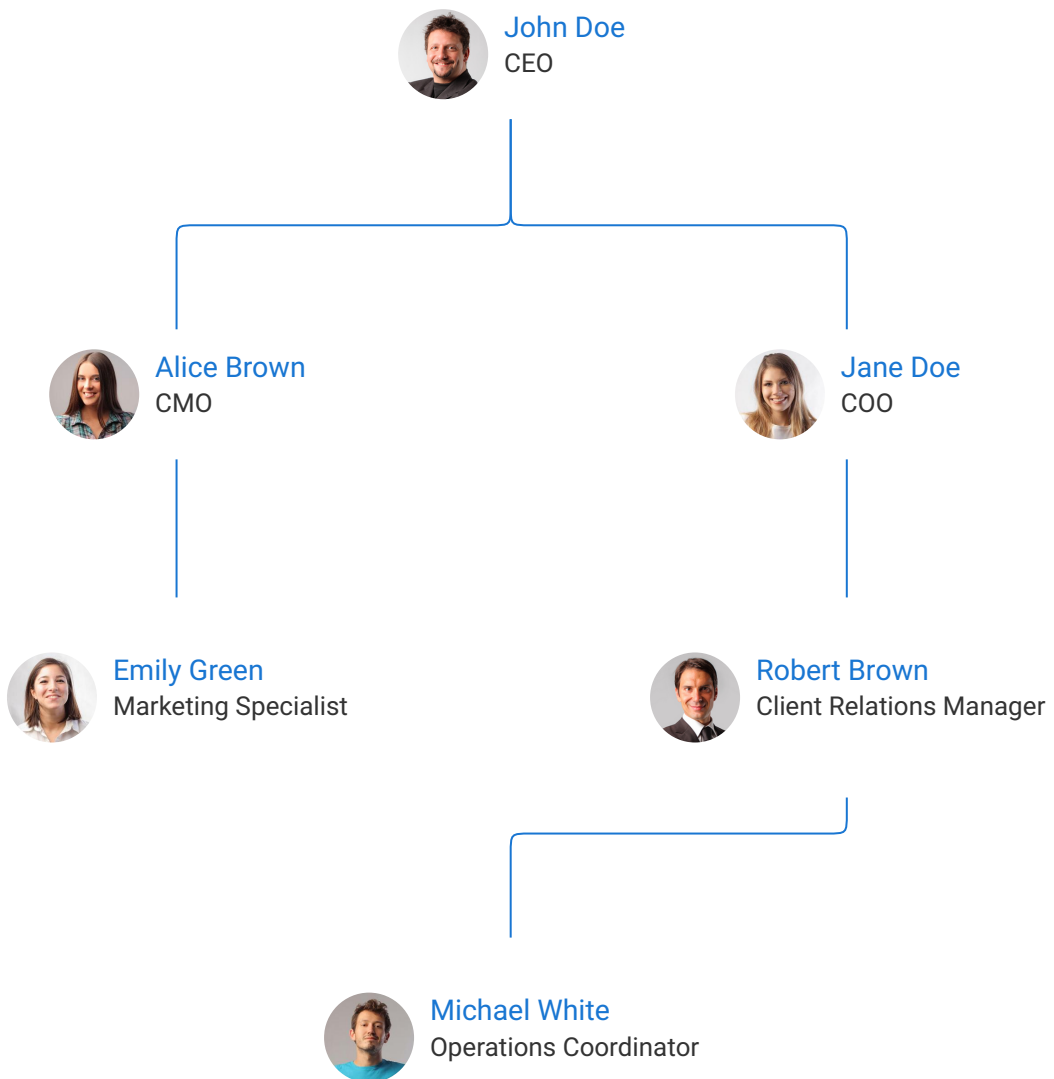 John Doe
CEO
Alice Brown
CMO
Jane Doe
COO
Emily Green
Marketing Specialist
Robert Brown
Client Relations Manager
Michael White
Operations Coordinator